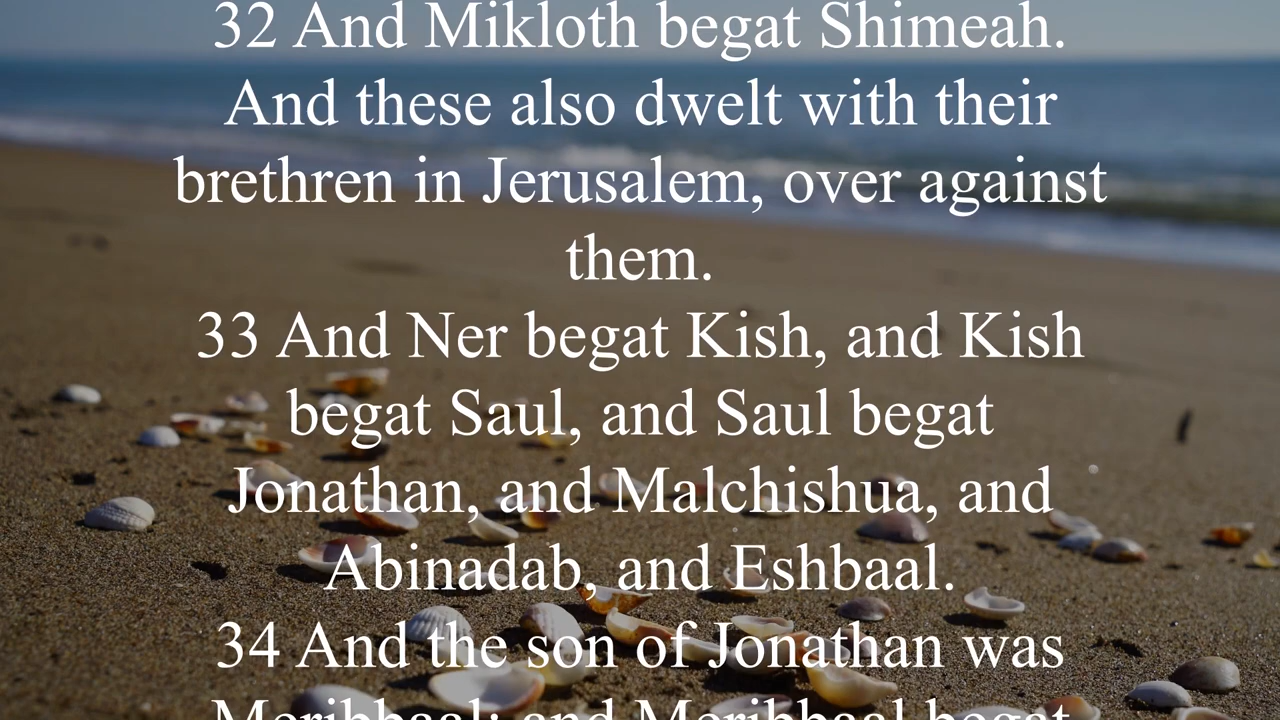 32 And Mikloth begat Shimeah.
And these also dwelt with their
brethren in Jerusalem, over against
them.
33 And Ner begat Kish, and Kish
begat Saul, and Saul begat
Jonathan, and Malchishua, and
Abinadab, and Eshbaal.
34 And the son of Jonathan was
Meribbaal; and Meribbaal begat